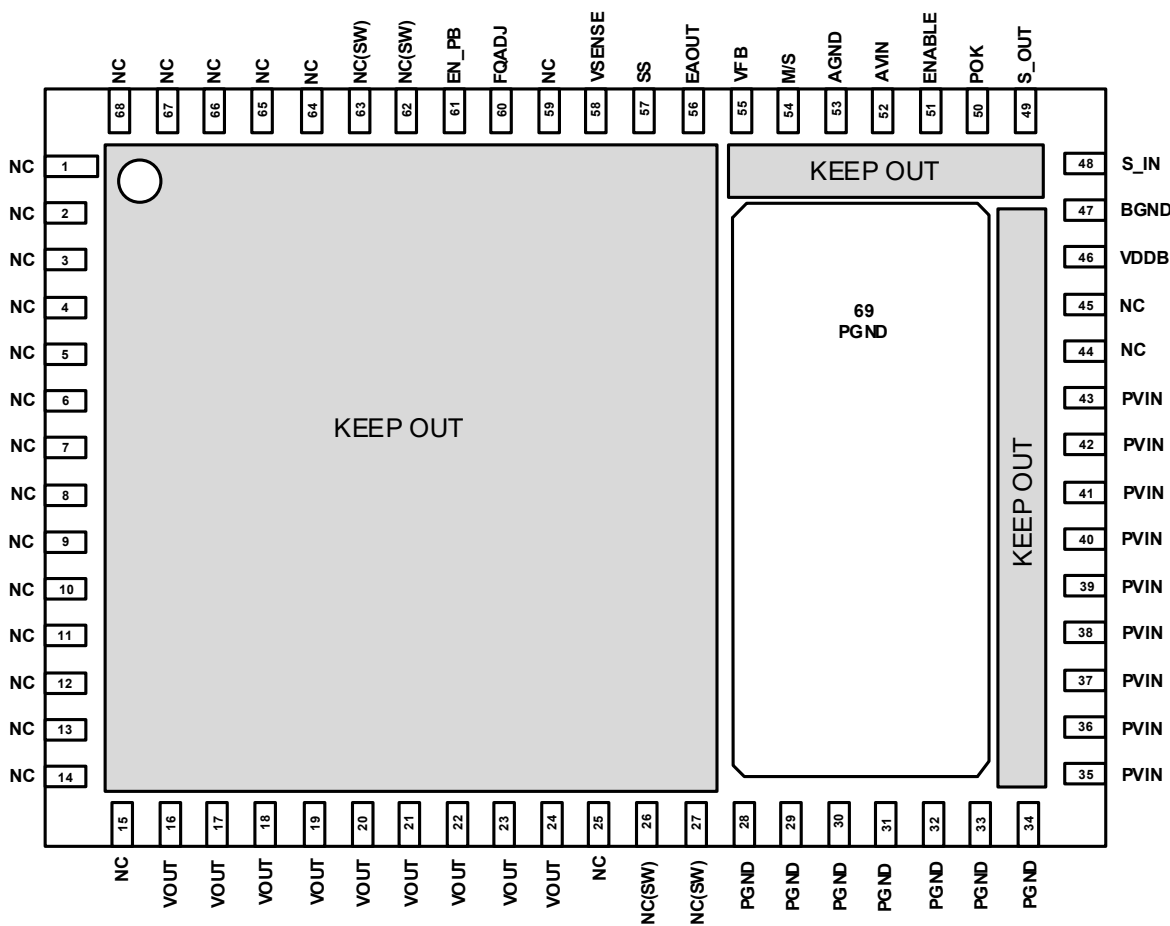 NC
NC
NC
NC
NC
NC(SW)
NC(SW)
EN_PB
FQADJ
NC
VSENSE
SS
EAOUT
VFB
M/S
AGND
AVIN
ENABLE
POK
S_OUT
68
67
66
65
64
63
62
61
60
59
58
57
56
55
54
53
52
51
50
49
NC 1
NC 2
NC 3
NC 4
NC 5
NC 6
NC 7
NC 8
NC 9
NC 10
NC 11
NC 12
NC 13
NC 14
KEEP OUT
KEEP OUT
69
PGND
KEEP OUT
48 S_IN
47 BGND
46 VDDB
45 NC
44 NC
43 PVIN
42 PVIN
41 PVIN
40 PVIN
39 PVIN
38 PVIN
37 PVIN
36 PVIN
35 PVIN
15
16
17
18
19
20
21
22
23
24
25
26
27
28
29
30
31
32
33
34
NC
VOUT
VOUT
VOUT
VOUT
VOUT
VOUT
VOUT
VOUT
VOUT
NC
NC(SW)
NC(SW)
PGND
PGND
PGND
PGND
PGND
PGND
PGND